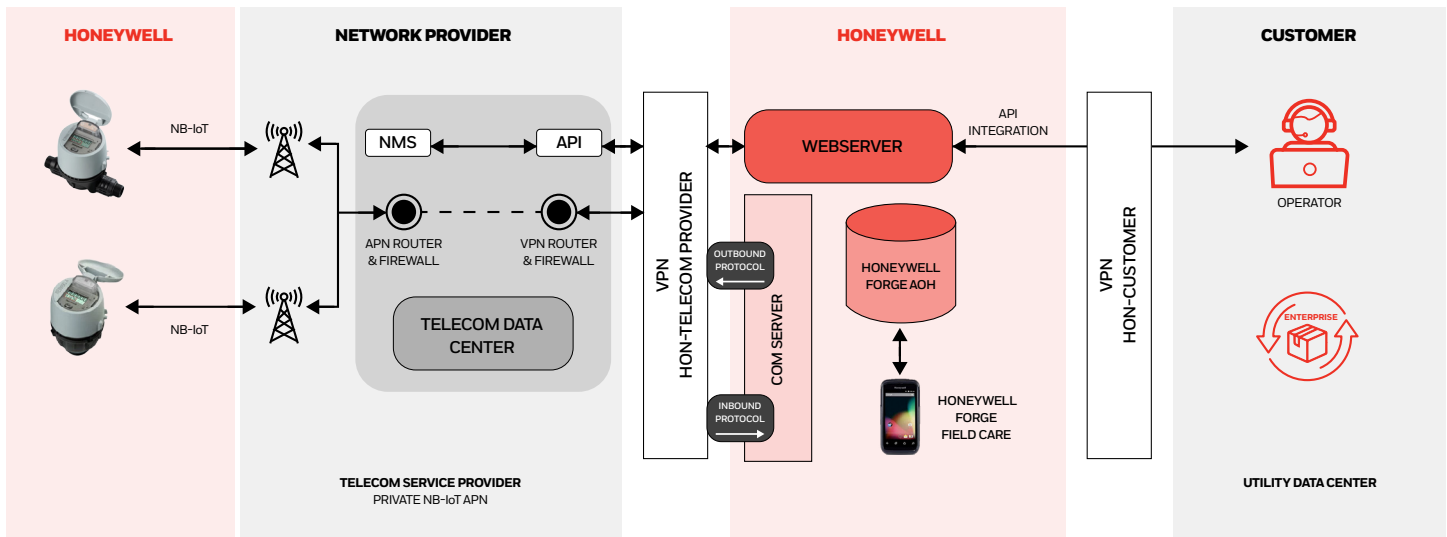 HONEYWELL
NETWORK PROVIDER
HONEYWELL
CUSTOMER
NB-IoT
NB-IoT
NMS
API
APN ROUTER
& FIREWALL
VPN ROUTER
& FIREWALL
TELECOM DATA
CENTER
TELECOM SERVICE PROVIDER
PRIVATE NB-IoT APN
VPN
HON-TELECOM PROVIDER
OUTBOUND
PROTOCOL
INBOUND
PROTOCOL
COM SERVER
WEBSERVER
API
INTEGRATION
HONEYWELL
FORGE AOH
HONEYWELL
FORGE
FIELD CARE
VPN
HON-CUSTOMER
OPERATOR
ENTERPRISE
UTILITY DATA CENTER